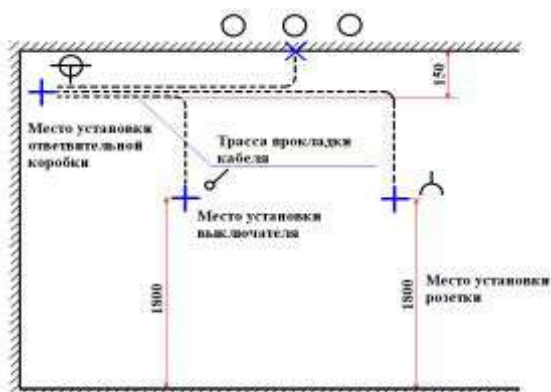 150
Место установки
ответвительной
коробки
Трасса прокладки
кабеля
Место установки
выключателя
1800
1800
Место установки
розетки